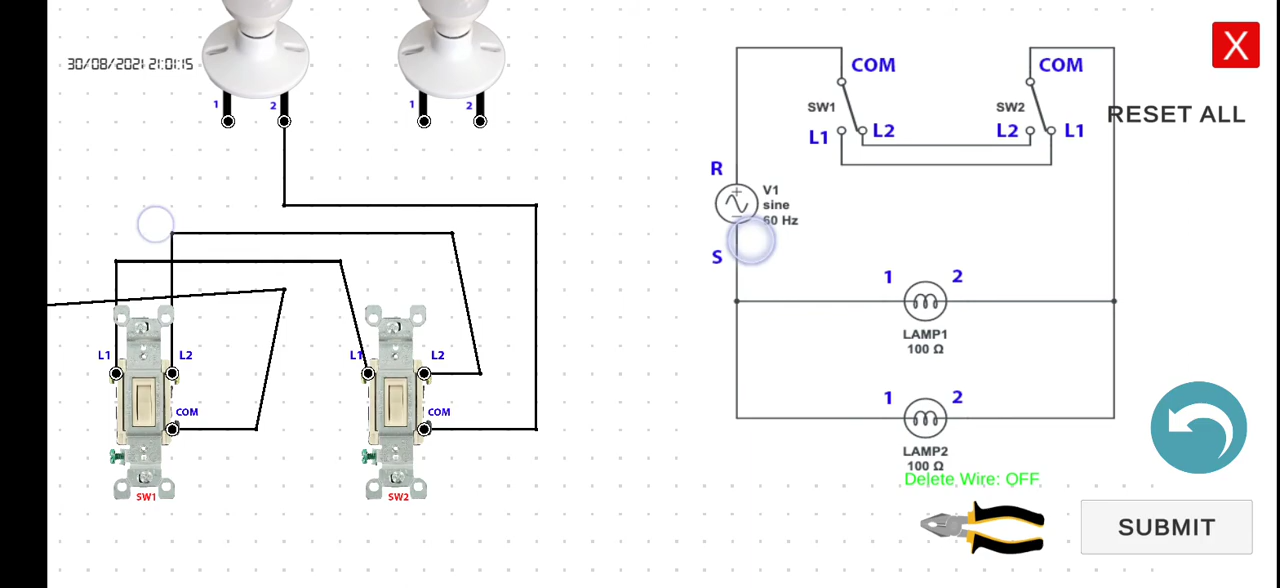 30/08/2021 21:01:15
1 2
1 2
L1 L2
COM
SW1
L1 L2
COM
SW2
COM COM
SW1 SW2
L1 L2 L2 L1
R
V1
sine
60 Hz
S
1 2
LAMP1
100 Ω
1 2
LAMP2
100 Ω
X
RESET ALL
Delete Wire: OFF
SUBMIT